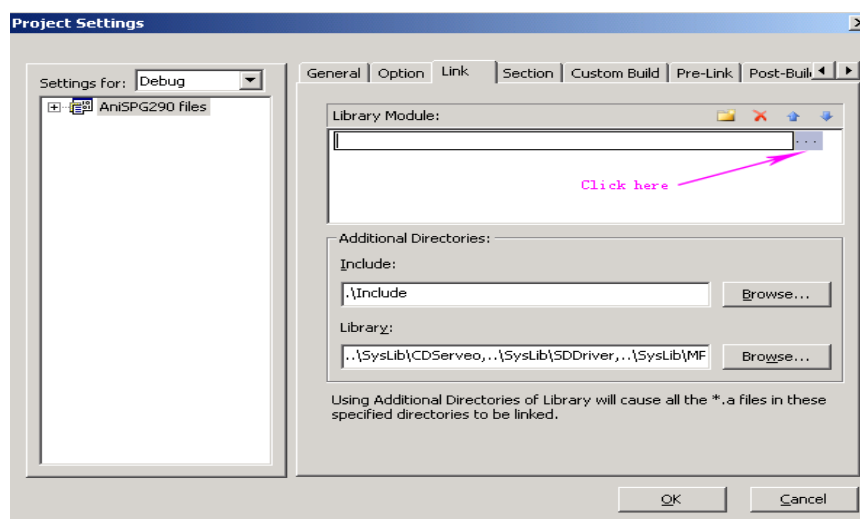 Project Settings
Settings for: Debug
AniSPG290 files
General Option Link Section Custom Build Pre-Link Post-Buil
Library Module:
...
Click here
Additional Directories:
Include:
.\Include
Browse...
Library:
..\SysLib\CDServeo,..\SysLib\SDDriver,..\SysLib\MF
Browse...
Using Additional Directories of Library will cause all the *.a files in these
specified directories to be linked.
OK Cancel